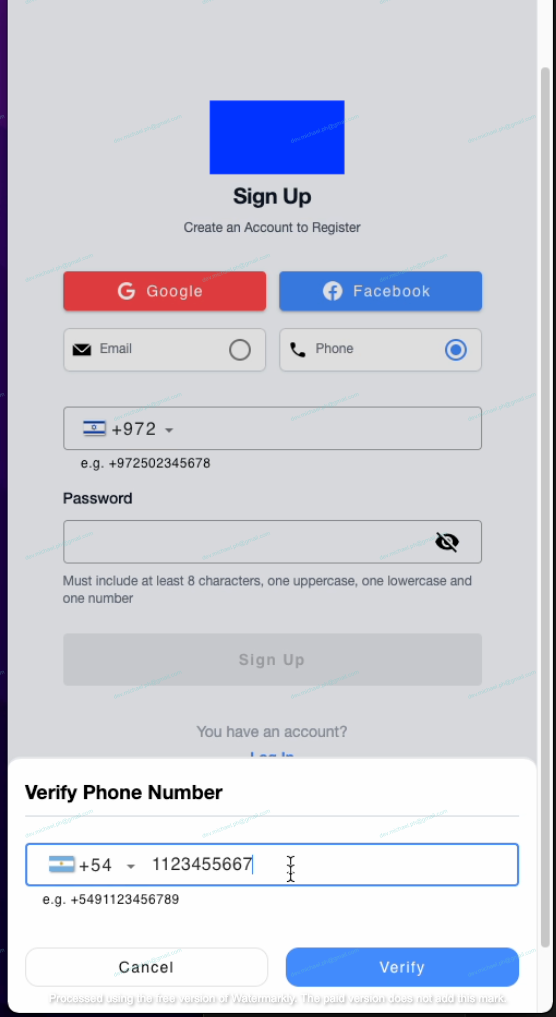 Sign Up
Create an Account to Register
Google
Facebook
Email
Phone
+972
e.g. +972502345678
Password
Must include at least 8 characters, one uppercase, one lowercase and
one number
Sign Up
You have an account?
Log In
Verify Phone Number
+54 1123455667
e.g. +5491123456789
Cancel
Verify
Processed using the free version of Watermarkly. The paid version does not add this mark.